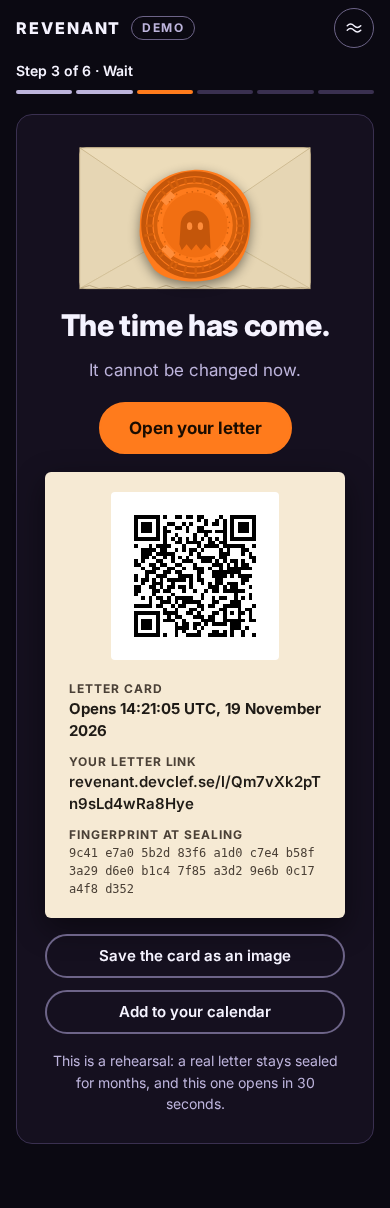 REVENANT DEMO
Step 3 of 6 · Wait
The time has come.
It cannot be changed now.
Open your letter
LETTER CARD
Opens 14:21:05 UTC, 19 November
2026
YOUR LETTER LINK
revenant.devclef.se/l/Qm7vXk2pT
n9sLd4wRa8Hye
FINGERPRINT AT SEALING
9c41 e7a0 5b2d 83f6 a1d0 c7e4 b58f
3a29 d6e0 b1c4 7f85 a3d2 9e6b 0c17
a4f8 d352
Save the card as an image
Add to your calendar
This is a rehearsal: a real letter stays sealed
for months, and this one opens in 30
seconds.